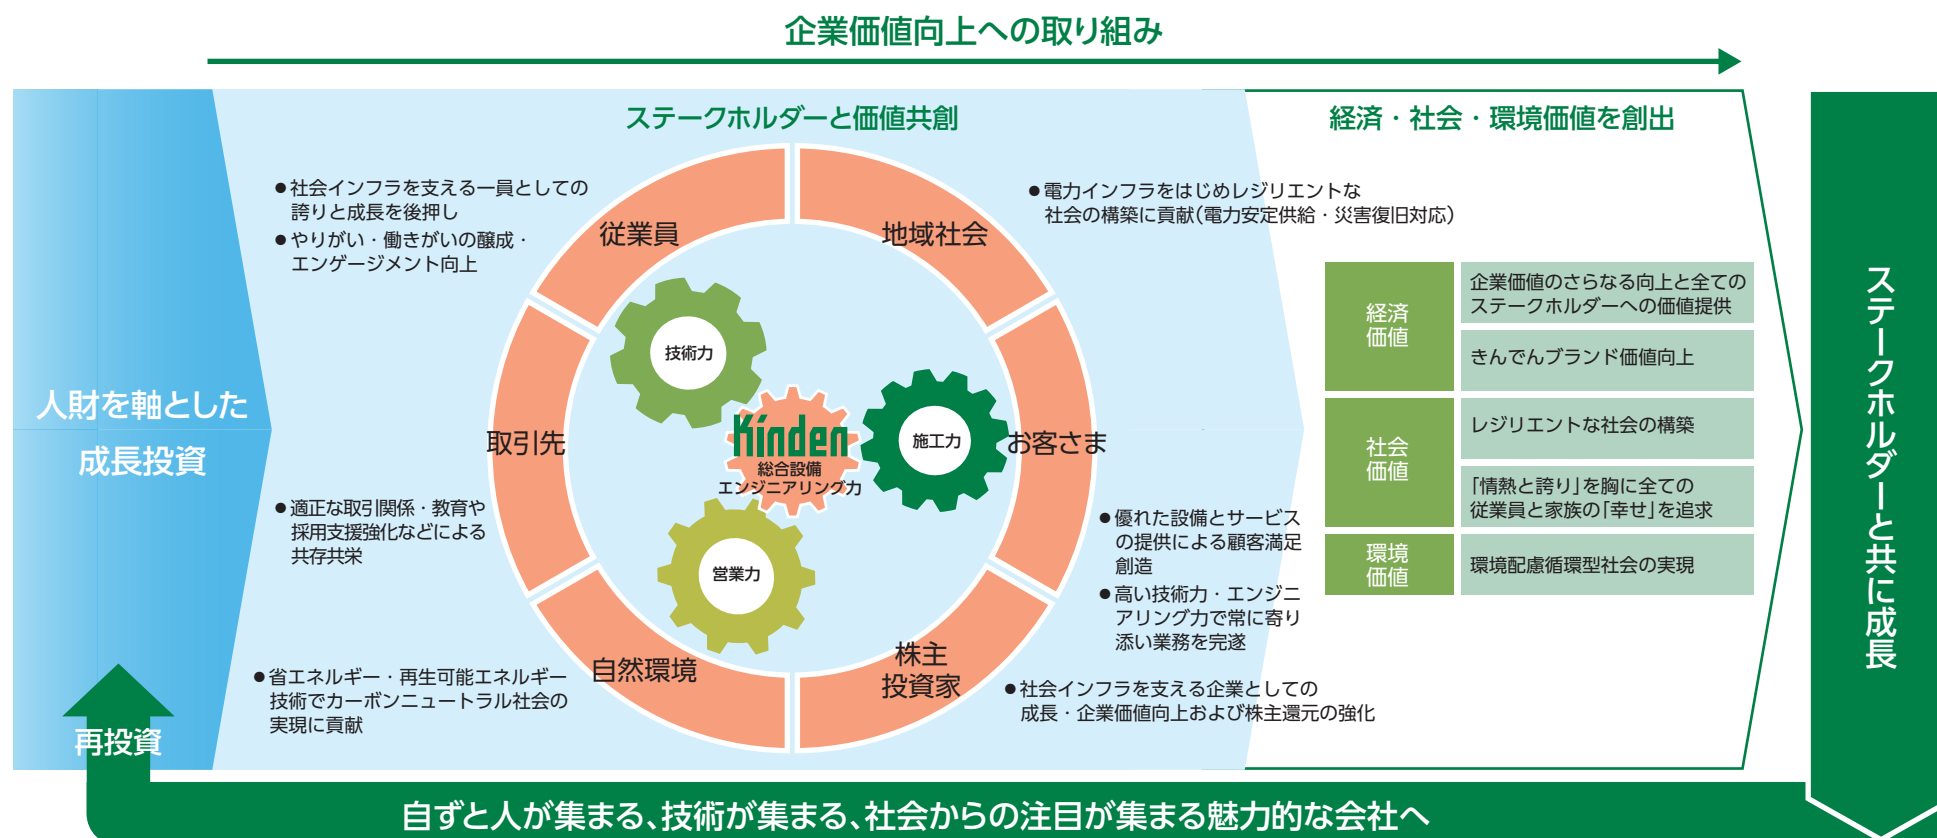 企業価値向上への取り組み
ステークホルダーと価値共創
経済・社会・環境価値を創出
人財を軸とした
成長投資
●社会インフラを支える一員としての
誇りと成長を後押し
●やりがい・働きがいの醸成・
エンゲージメント向上
従業員
地域社会
●電力インフラをはじめレジリエントな
社会の構築に貢献(電力安定供給・災害復旧対応)
技術力
取引先
Kinden
総合設備
エンジニアリング力
施工力
お客さま
●適正な取引関係・教育や
採用支援強化などによる
共存共栄
営業力
●優れた設備とサービス
の提供による顧客満足
創造
●高い技術力・エンジニ
アリング力で常に寄り
添い業務を完遂
自然環境
●省エネルギー・再生可能エネルギー
技術でカーボンニュートラル社会の
実現に貢献
株主
投資家
●社会インフラを支える企業としての
成長・企業価値向上および株主還元の強化
経済
価値
企業価値のさらなる向上と全ての
ステークホルダーへの価値提供
きんでんブランド価値向上
社会
価値
レジリエントな社会の構築
「情熱と誇り」を胸に全ての
従業員と家族の「幸せ」を追求
環境
価値
環境配慮循環型社会の実現
ステークホルダーと共に成長
再投資
自ずと人が集まる、技術が集まる、社会からの注目が集まる魅力的な会社へ